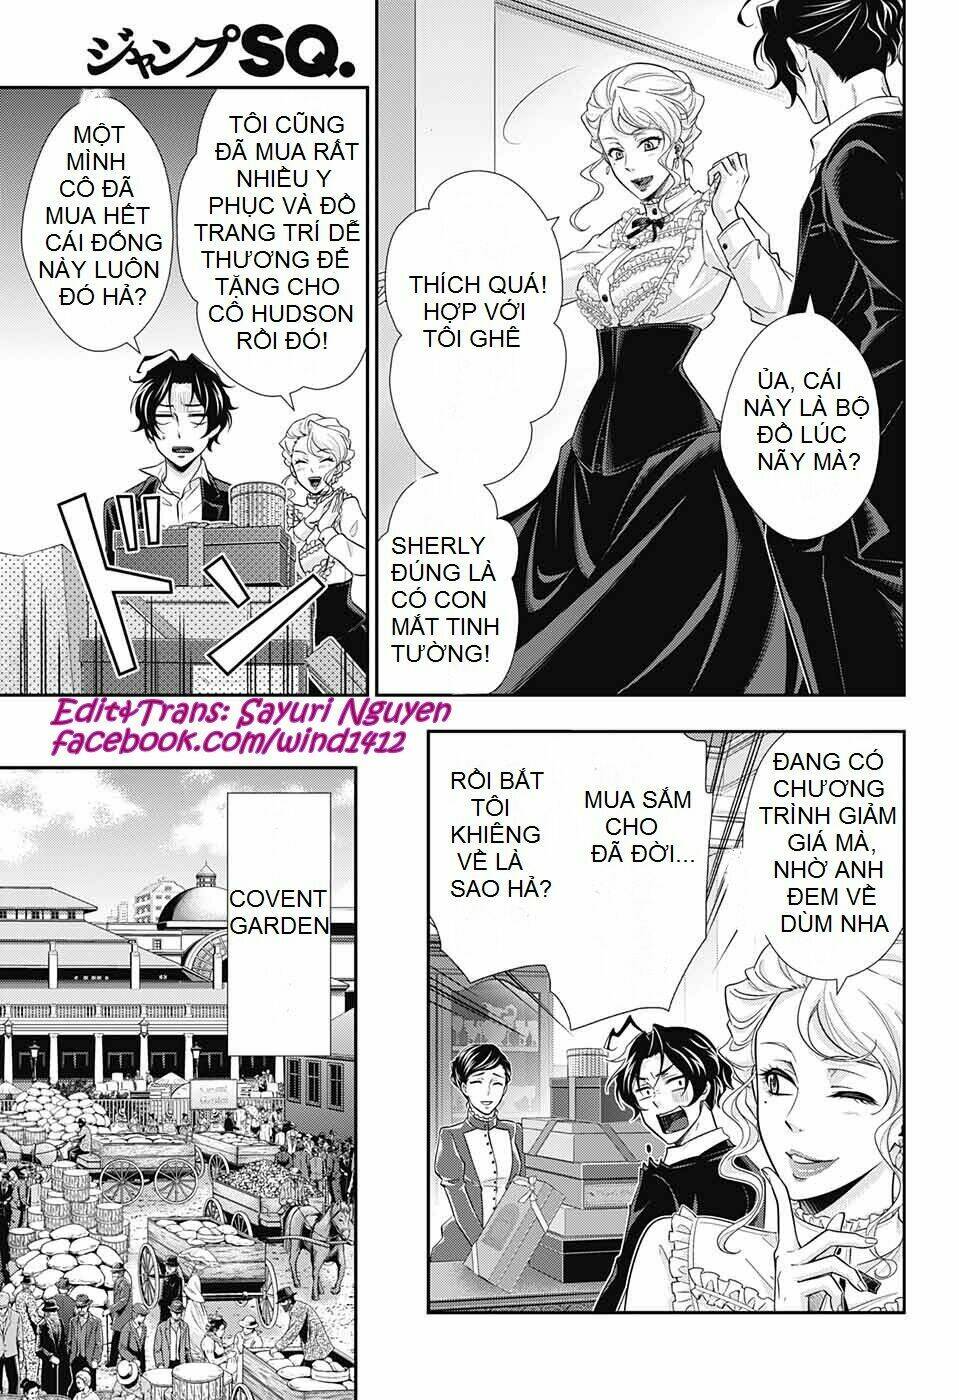 ジャンプSQ.
ỦA, CÁI
NÀY LÀ BỘ
ĐỒ LÚC
NÃY MÀ?
THÍCH QUÁ!
HỢP VỚI
TÔI GHÊ
SHERLY
ĐÚNG LÀ
CÓ CON
MẮT TINH
TƯỜNG!
TÔI CŨNG
ĐÃ MUA RẤT
NHIỀU Y
PHỤC VÀ ĐỒ
TRANG TRÍ DỄ
THƯƠNG ĐỂ
TẶNG CHO
CÔ HUDSON
RỒI ĐÓ!
MỘT
MÌNH
CÔ ĐÃ
MUA HẾT
CÁI ĐỐNG
NÀY LUÔN
ĐÓ HẢ?
ドン
Edit&Trans: Sayuri Nguyen
facebook.com/wind1412
ĐANG CÓ
CHƯƠNG
TRÌNH GIẢM
GIÁ MÀ,
NHỜ ANH
ĐEM VỀ
DÙM NHA
MUA SẮM
CHO
ĐÃ ĐỜI...
RỒI BẮT
TÔI
KHIÊNG
VỀ LÀ
SAO HẢ?
COVENT
GARDEN